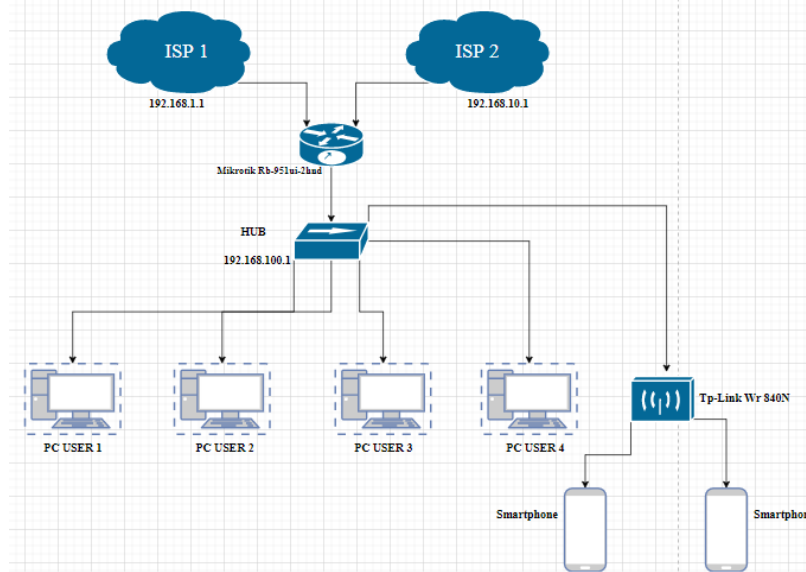 ISP 1
ISP 2
192.168.1.1
192.168.10.1
Mikrotik Rb-951ui-2hnd
HUB
192.168.100.1
Tp-Link Wr 840N
PC USER 1
PC USER 2
PC USER 3
PC USER 4
Smartphone
Smartphon